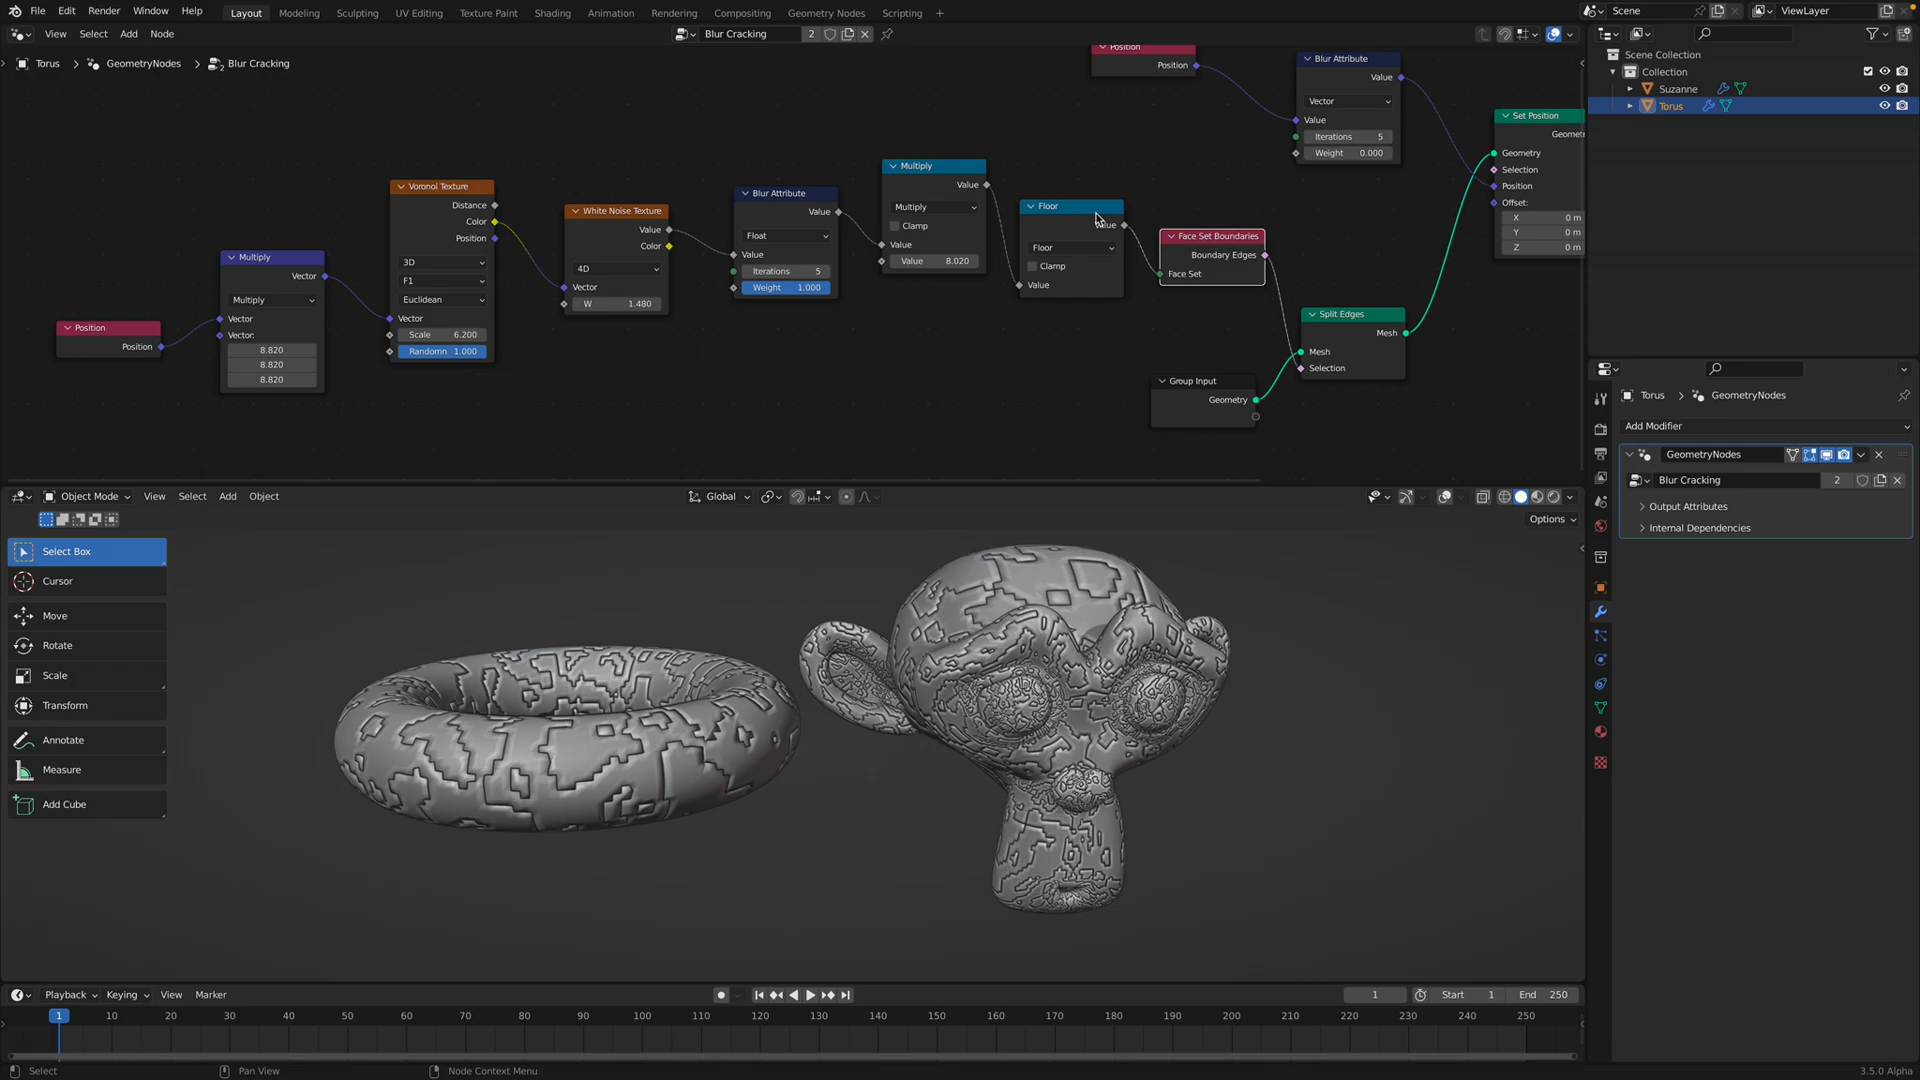 File Edit Render Window Help Layout Modeling Sculpting UV Editing Texture Paint Shading Animation Rendering Compositing Geometry Nodes Scripting + Scene ViewLayer
View Select Add Node Blur Cracking 2
Torus > GeometryNodes > Blur Cracking
Position
Position
Blur Attribute
Value
Vector
Value
Iterations 5
Weight 0.000
Set Position
Geometr
Geometry
Selection
Position
Offset:
X 0 m
Y 0 m
Z 0 m
Multiply
Value
Multiply
Clamp
Value
Value 8.020
Voronoi Texture
Distance
Color
Position
3D
F1
Euclidean
Vector
Scale 6.200
Randomn 1.000
White Noise Texture
Value
Color
4D
Vector
W 1.480
Blur Attribute
Value
Float
Value
Iterations 5
Weight 1.000
Floor
Value
Floor
Clamp
Value
Face Set Boundaries
Boundary Edges
Face Set
Multiply
Vector
Multiply
Vector
Vector:
8.820
8.820
8.820
Position
Position
Split Edges
Mesh
Mesh
Selection
Group Input
Geometry
Scene Collection
Collection
Suzanne
Torus
Torus > GeometryNodes
Add Modifier
GeometryNodes
Blur Cracking 2
Output Attributes
Internal Dependencies
Object Mode View Select Add Object Global
Options
Select Box
Cursor
Move
Rotate
Scale
Transform
Annotate
Measure
Add Cube
Playback Keying View Marker 1 Start 1 End 250
1 10 20 30 40 50 60 70 80 90 100 110 120 130 140 150 160 170 180 190 200 210 220 230 240 250
Select Pan View Node Context Menu 3.5.0 Alpha